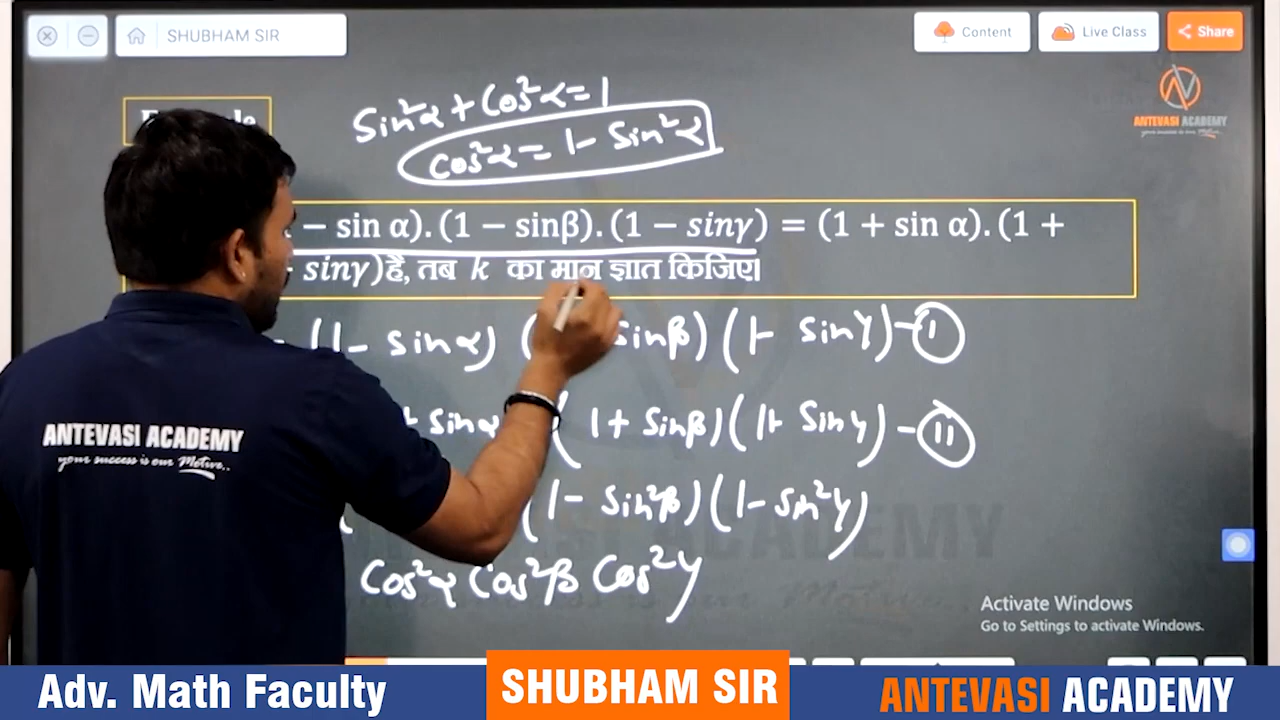 SHUBHAM SIR
Content
Live Class
Share
ANTEVASI ACADEMY
Sin²α + Cos²α = 1
Cos²α = 1 - Sin²α
− sin α). (1 − sinβ). (1 − sinγ) = (1 + sin α). (1 +
sinγ) है, तब k का मान ज्ञात किजिए।
(1 - sinα) ( sinβ) (1 - sinγ) - (I)
+ sinα (1 + sinβ) (1 + sinγ) - (II)
(1 - sin²β) (1 - sin²γ)
Cos²α Cos²β Cos²γ
ANTEVASI ACADEMY
your success is our Motive..
Activate Windows
Go to Settings to activate Windows.
Adv. Math Faculty
SHUBHAM SIR
ANTEVASI ACADEMY